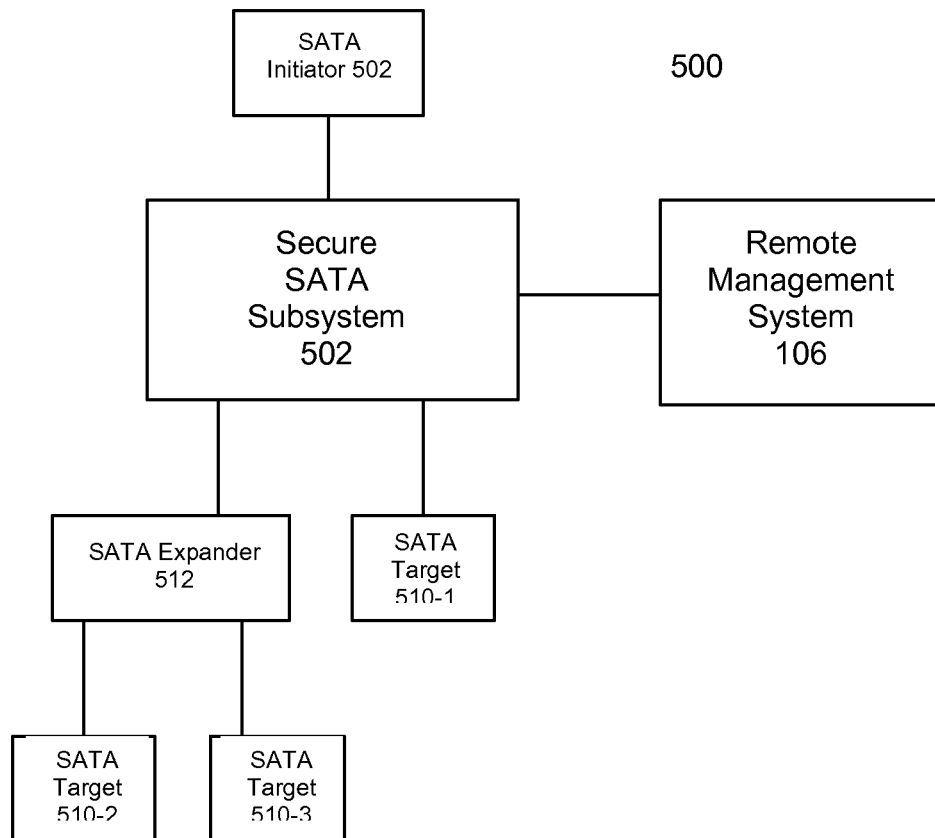 SATA
Initiator 502
500
Secure
SATA
Subsystem
502
Remote
Management
System
106
SATA Expander
512
SATA
Target
510-1
SATA
Target
510-2
SATA
Target
510-3